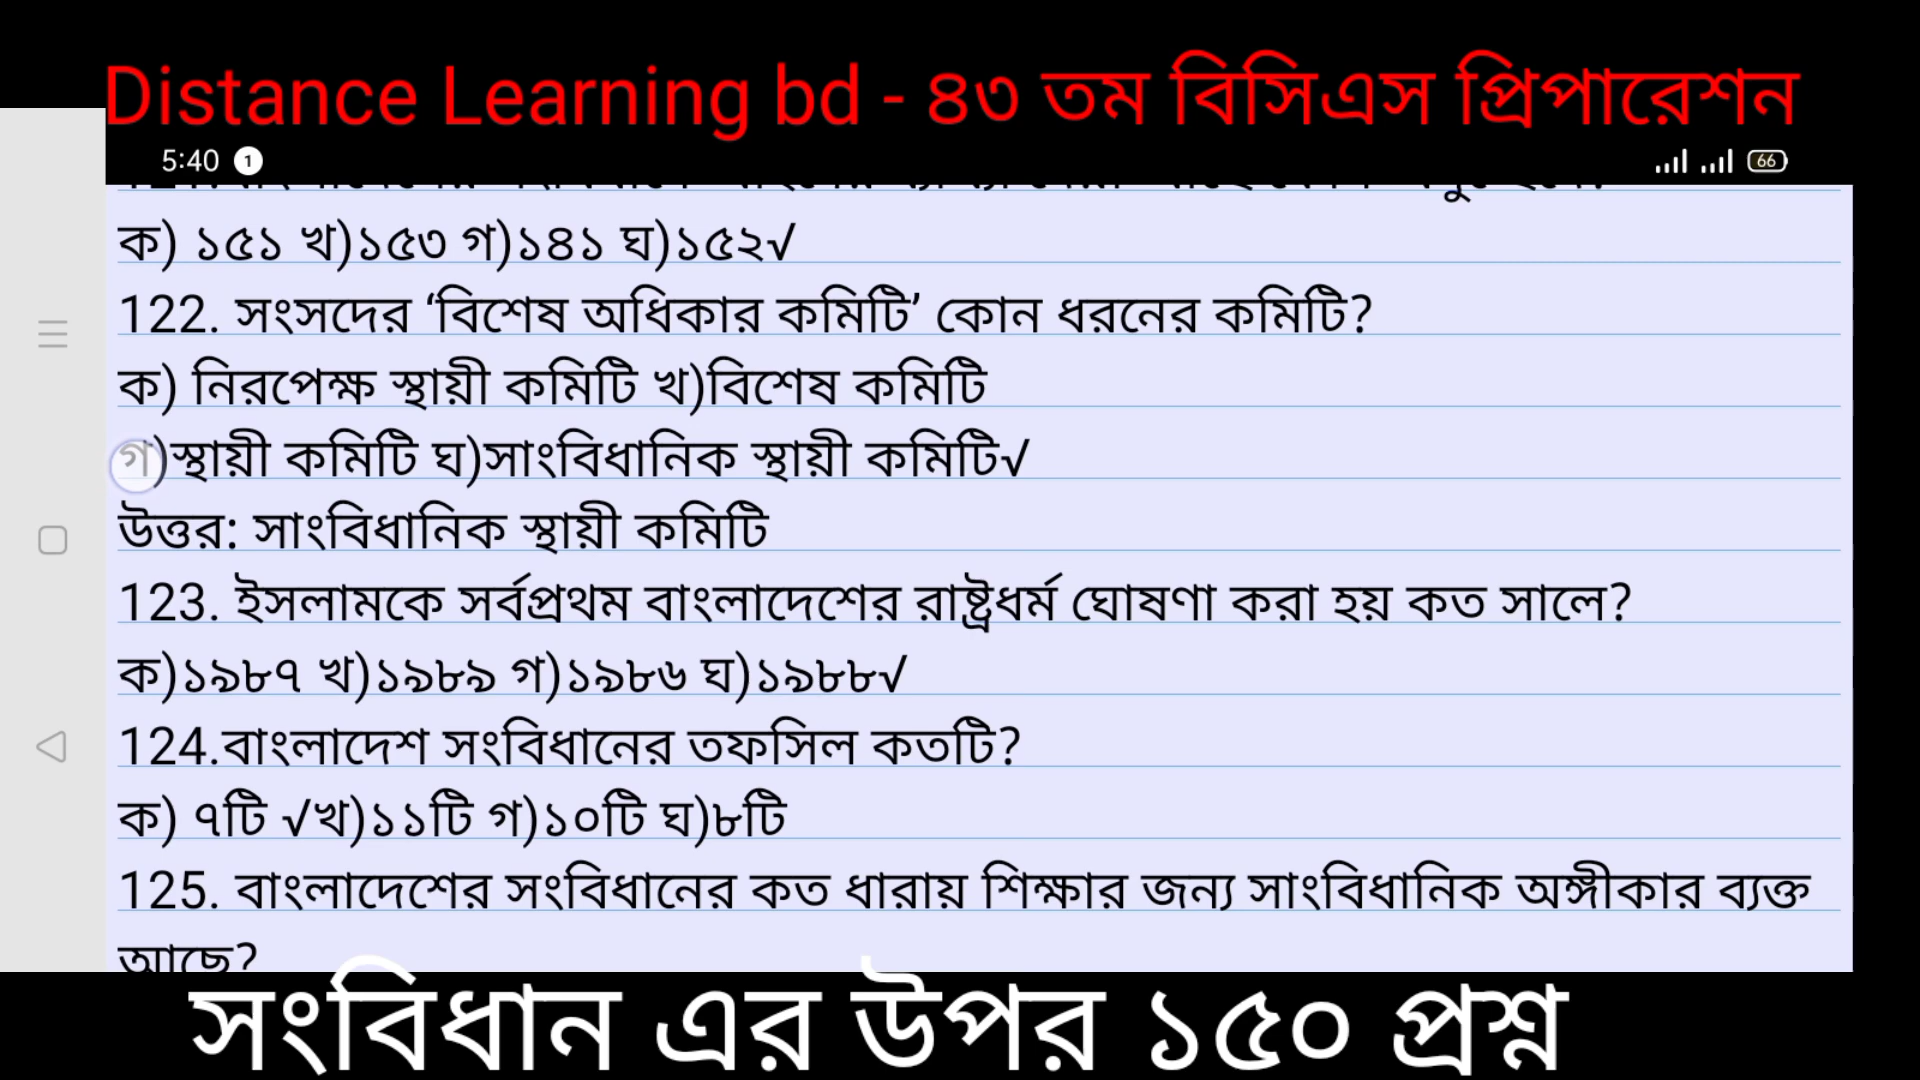 Distance Learning bd - ৪৩ তম বিসিএস প্রিপারেশন
5:40 1 66
ক) ১৫১ খ)১৫৩ গ)১৪১ ঘ)১৫২√
122. সংসদের ‘বিশেষ অধিকার কমিটি’ কোন ধরনের কমিটি?
ক) নিরপেক্ষ স্থায়ী কমিটি খ)বিশেষ কমিটি
গ)স্থায়ী কমিটি ঘ)সাংবিধানিক স্থায়ী কমিটি√
উত্তর: সাংবিধানিক স্থায়ী কমিটি
123. ইসলামকে সর্বপ্রথম বাংলাদেশের রাষ্ট্রধর্ম ঘোষণা করা হয় কত সালে?
ক)১৯৮৭ খ)১৯৮৯ গ)১৯৮৬ ঘ)১৯৮৮√
124.বাংলাদেশ সংবিধানের তফসিল কতটি?
ক) ৭টি √খ)১১টি গ)১০টি ঘ)৮টি
125. বাংলাদেশের সংবিধানের কত ধারায় শিক্ষার জন্য সাংবিধানিক অঙ্গীকার ব্যক্ত
আছে?
সংবিধান এর উপর ১৫০ প্রশ্ন